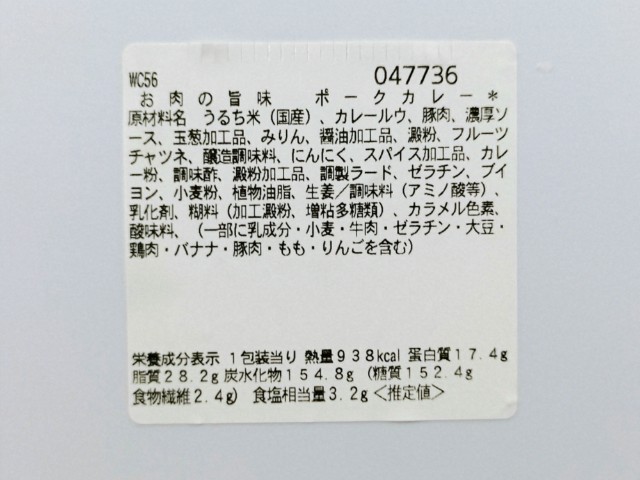 WC56
047736
お肉の旨味 ポークカレー*
原材料名 うるち米（国産）、カレールウ、豚肉、濃厚ソ
ース、玉葱加工品、みりん、醤油加工品、澱粉、フルーツ
チャツネ、醸造調味料、にんにく、スパイス加工品、カレ
ー粉、調味酢、澱粉加工品、調製ラード、ゼラチン、ブイ
ヨン、小麦粉、植物油脂、生姜／調味料（アミノ酸等）、
乳化剤、糊料（加工澱粉、増粘多糖類）、カラメル色素、
酸味料、（一部に乳成分・小麦・牛肉・ゼラチン・大豆・
鶏肉・バナナ・豚肉・もも・りんごを含む）
栄養成分表示 １包装当り 熱量９３８kcal 蛋白質１７.４g
脂質２８.２g 炭水化物１５４.８g （糖質１５２.４g
食物繊維２.４g） 食塩相当量３.２g＜推定値＞